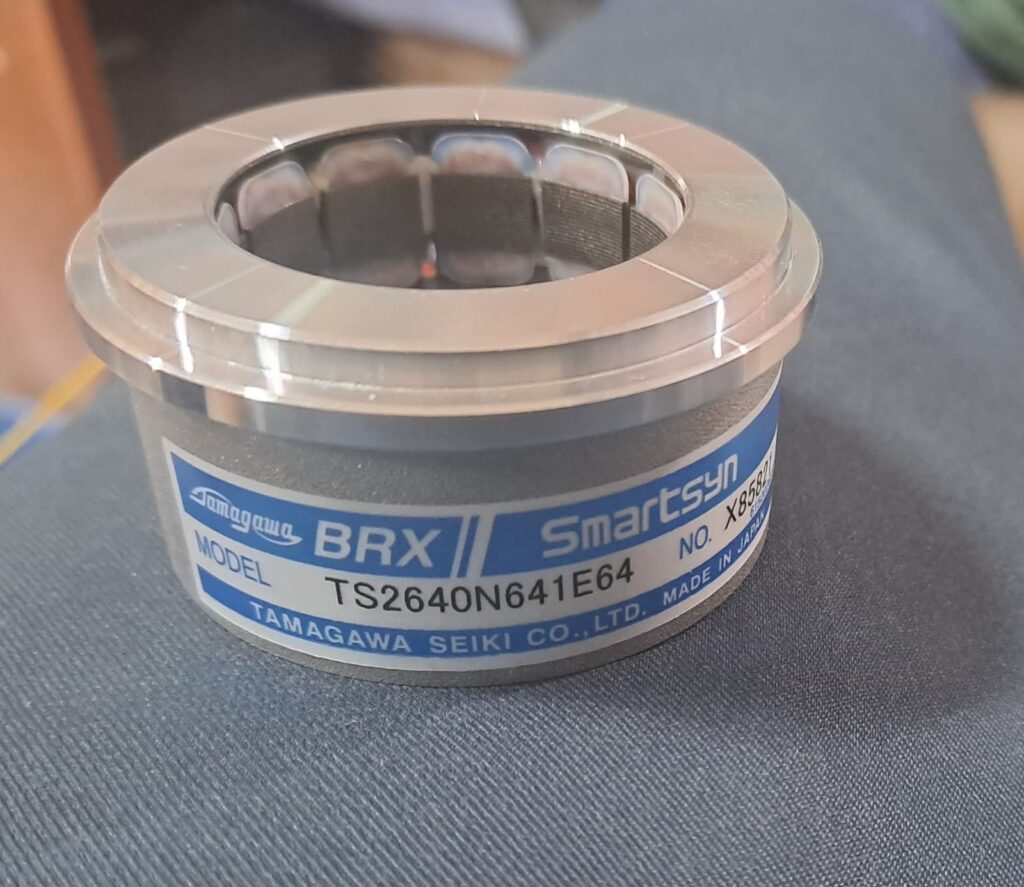 Tamagawa BRX Smartsyn
MODEL TS2640N641E64 NO.
TAMAGAWA SEIKI CO.,LTD. MADE IN JAPAN